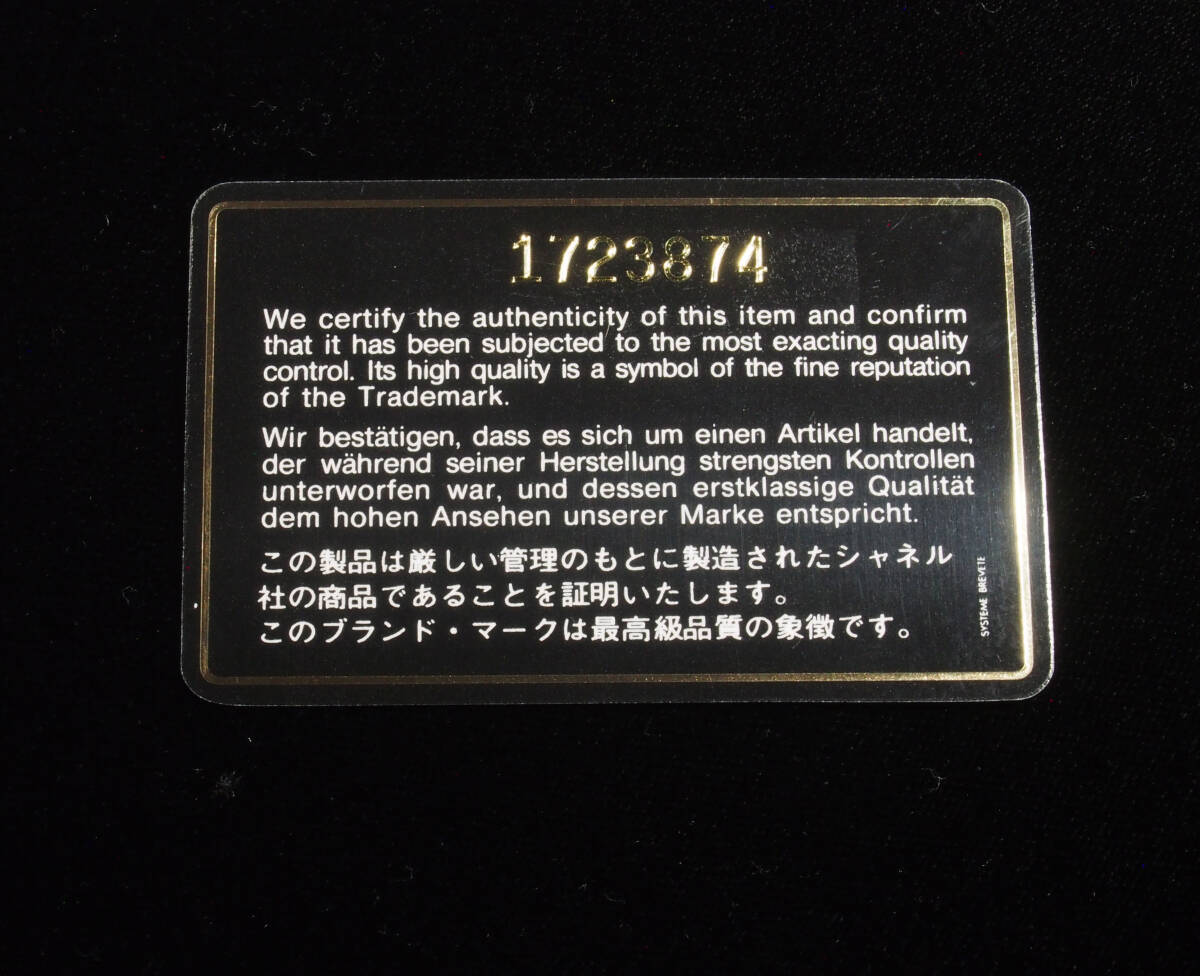 1723874
We certify the authenticity of this item and confirm
that it has been subjected to the most exacting quality
control. Its high quality is a symbol of the fine reputation
of the Trademark.
Wir bestätigen, dass es sich um einen Artikel handelt,
der während seiner Herstellung strengsten Kontrollen
unterworfen war, und dessen erstklassige Qualität
dem hohen Ansehen unserer Marke entspricht.
この製品は厳しい管理のもとに製造されたシャネル
社の商品であることを証明いたします。
このブランド・マークは最高級品質の象徴です。
SYSTEME BREVETE